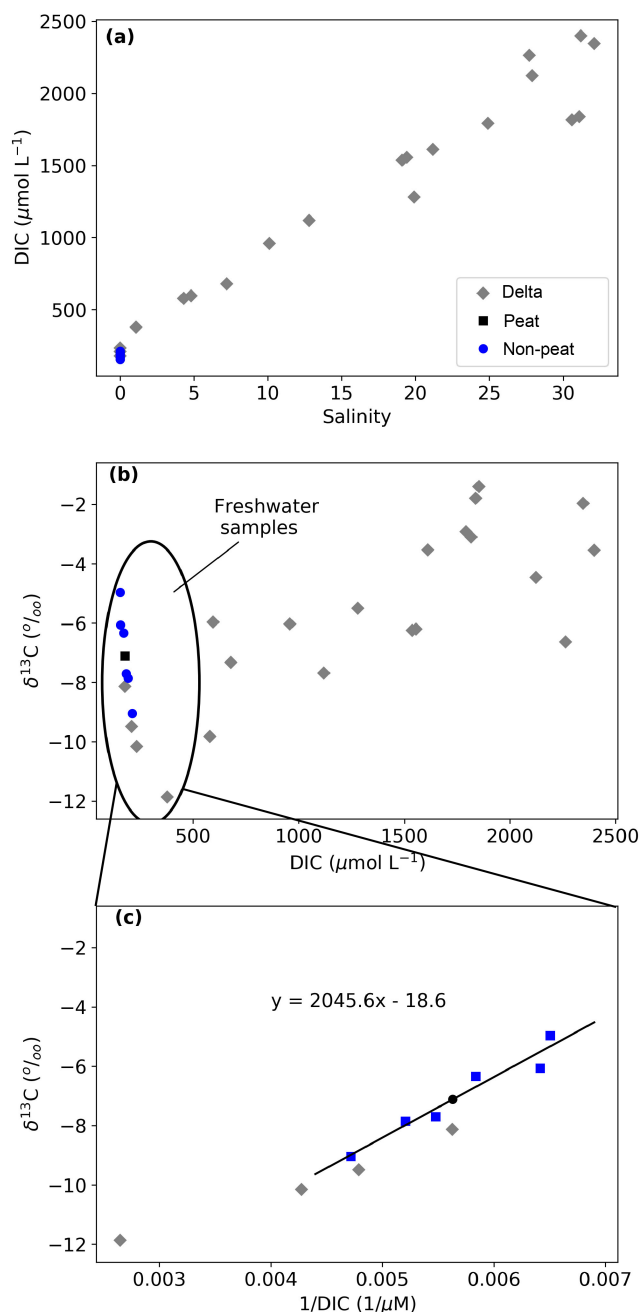 (a)
2500
2000
1500
1000
500
DIC (μmol L⁻¹)
Delta
Peat
Non-peat
0 5 10 15 20 25 30
Salinity
(b)
Freshwater
samples
−2
−4
−6
−8
−10
−12
δ¹³C (º/ₒₒ)
500 1000 1500 2000 2500
DIC (μmol L⁻¹)
(c)
y = 2045.6x - 18.6
−2
−4
−6
−8
−10
−12
δ¹³C (º/ₒₒ)
0.003 0.004 0.005 0.006 0.007
1/DIC (1/μM)